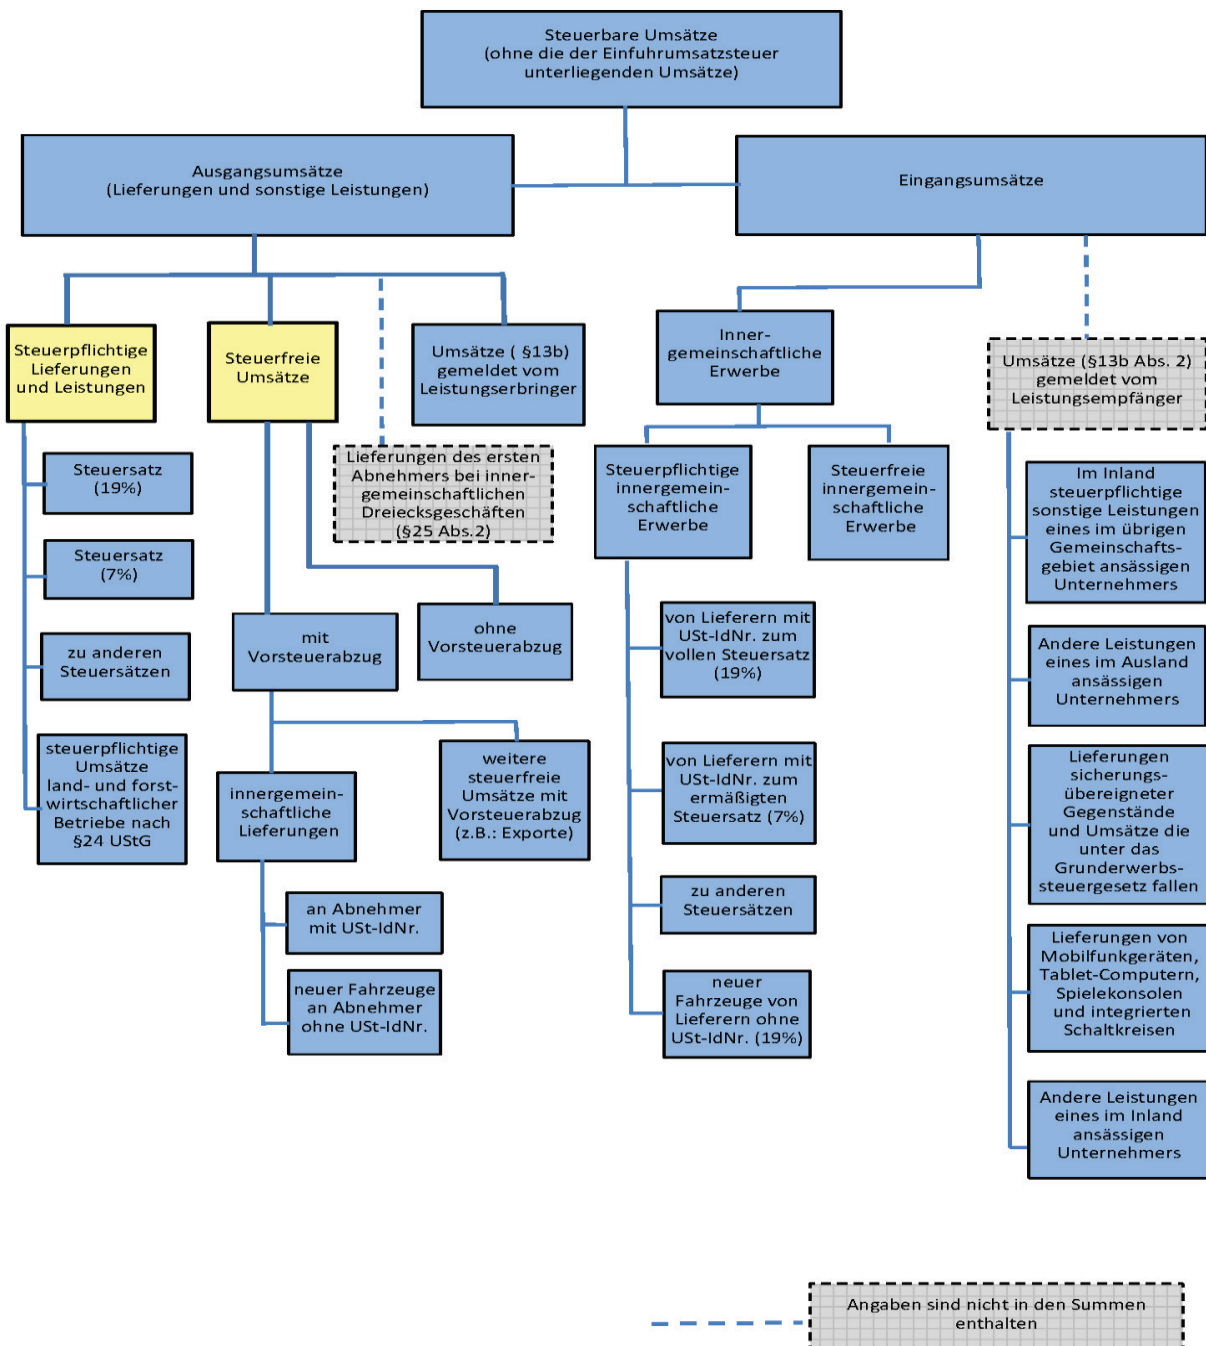 Steuerbare Umsätze
(ohne die der Einfuhrumsatzsteuer
unterliegenden Umsätze)
Ausgangsumsätze
(Lieferungen und sonstige Leistungen)
Eingangsumsätze
Steuerpflichtige
Lieferungen
und Leistungen
Steuerfreie
Umsätze
Umsätze ( §13b)
gemeldet vom
Leistungserbringer
Lieferungen des ersten
Abnehmers bei inner-
gemeinschaftlichen
Dreiecksgeschäften
(§25 Abs.2)
Steuersatz
(19%)
Steuersatz
(7%)
zu anderen
Steuersätzen
steuerpflichtige
Umsätze
land- und forst-
wirtschaftlicher
Betriebe nach
§24 UStG
mit
Vorsteuerabzug
ohne
Vorsteuerabzug
innergemein-
schaftliche
Lieferungen
weitere
steuerfreie
Umsätze mit
Vorsteuerabzug
(z.B.: Exporte)
an Abnehmer
mit USt-IdNr.
neuer Fahrzeuge
an Abnehmer
ohne USt-IdNr.
Inner-
gemeinschaftliche
Erwerbe
Steuerpflichtige
innergemein-
schaftliche
Erwerbe
Steuerfreie
innergemein-
schaftliche
Erwerbe
von Lieferern mit
USt-IdNr. zum
vollen Steuersatz
(19%)
von Lieferern mit
USt-IdNr. zum
ermäßigten
Steuersatz (7%)
zu anderen
Steuersätzen
neuer
Fahrzeuge von
Lieferern ohne
USt-IdNr. (19%)
Umsätze (§13b Abs. 2)
gemeldet vom
Leistungsempfänger
Im Inland
steuerpflichtige
sonstige Leistungen
eines im übrigen
Gemeinschafts-
gebiet ansässigen
Unternehmers
Andere Leistungen
eines im Ausland
ansässigen
Unternehmers
Lieferungen
sicherungs-
übereigneter
Gegenstände
und Umsätze die
unter das
Grunderwerbs-
steuergesetz fallen
Lieferungen von
Mobilfunkgeräten,
Tablet-Computern,
Spielekonsolen
und integrierten
Schaltkreisen
Andere Leistungen
eines im Inland
ansässigen
Unternehmers
Angaben sind nicht in den Summen
enthalten